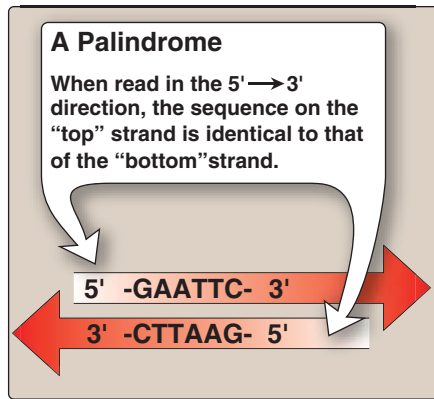 A Palindrome
When read in the 5' → 3'
direction, the sequence on the
“top” strand is identical to that
of the “bottom”strand.
5' -GAATTC- 3'
3' -CTTAAG- 5'